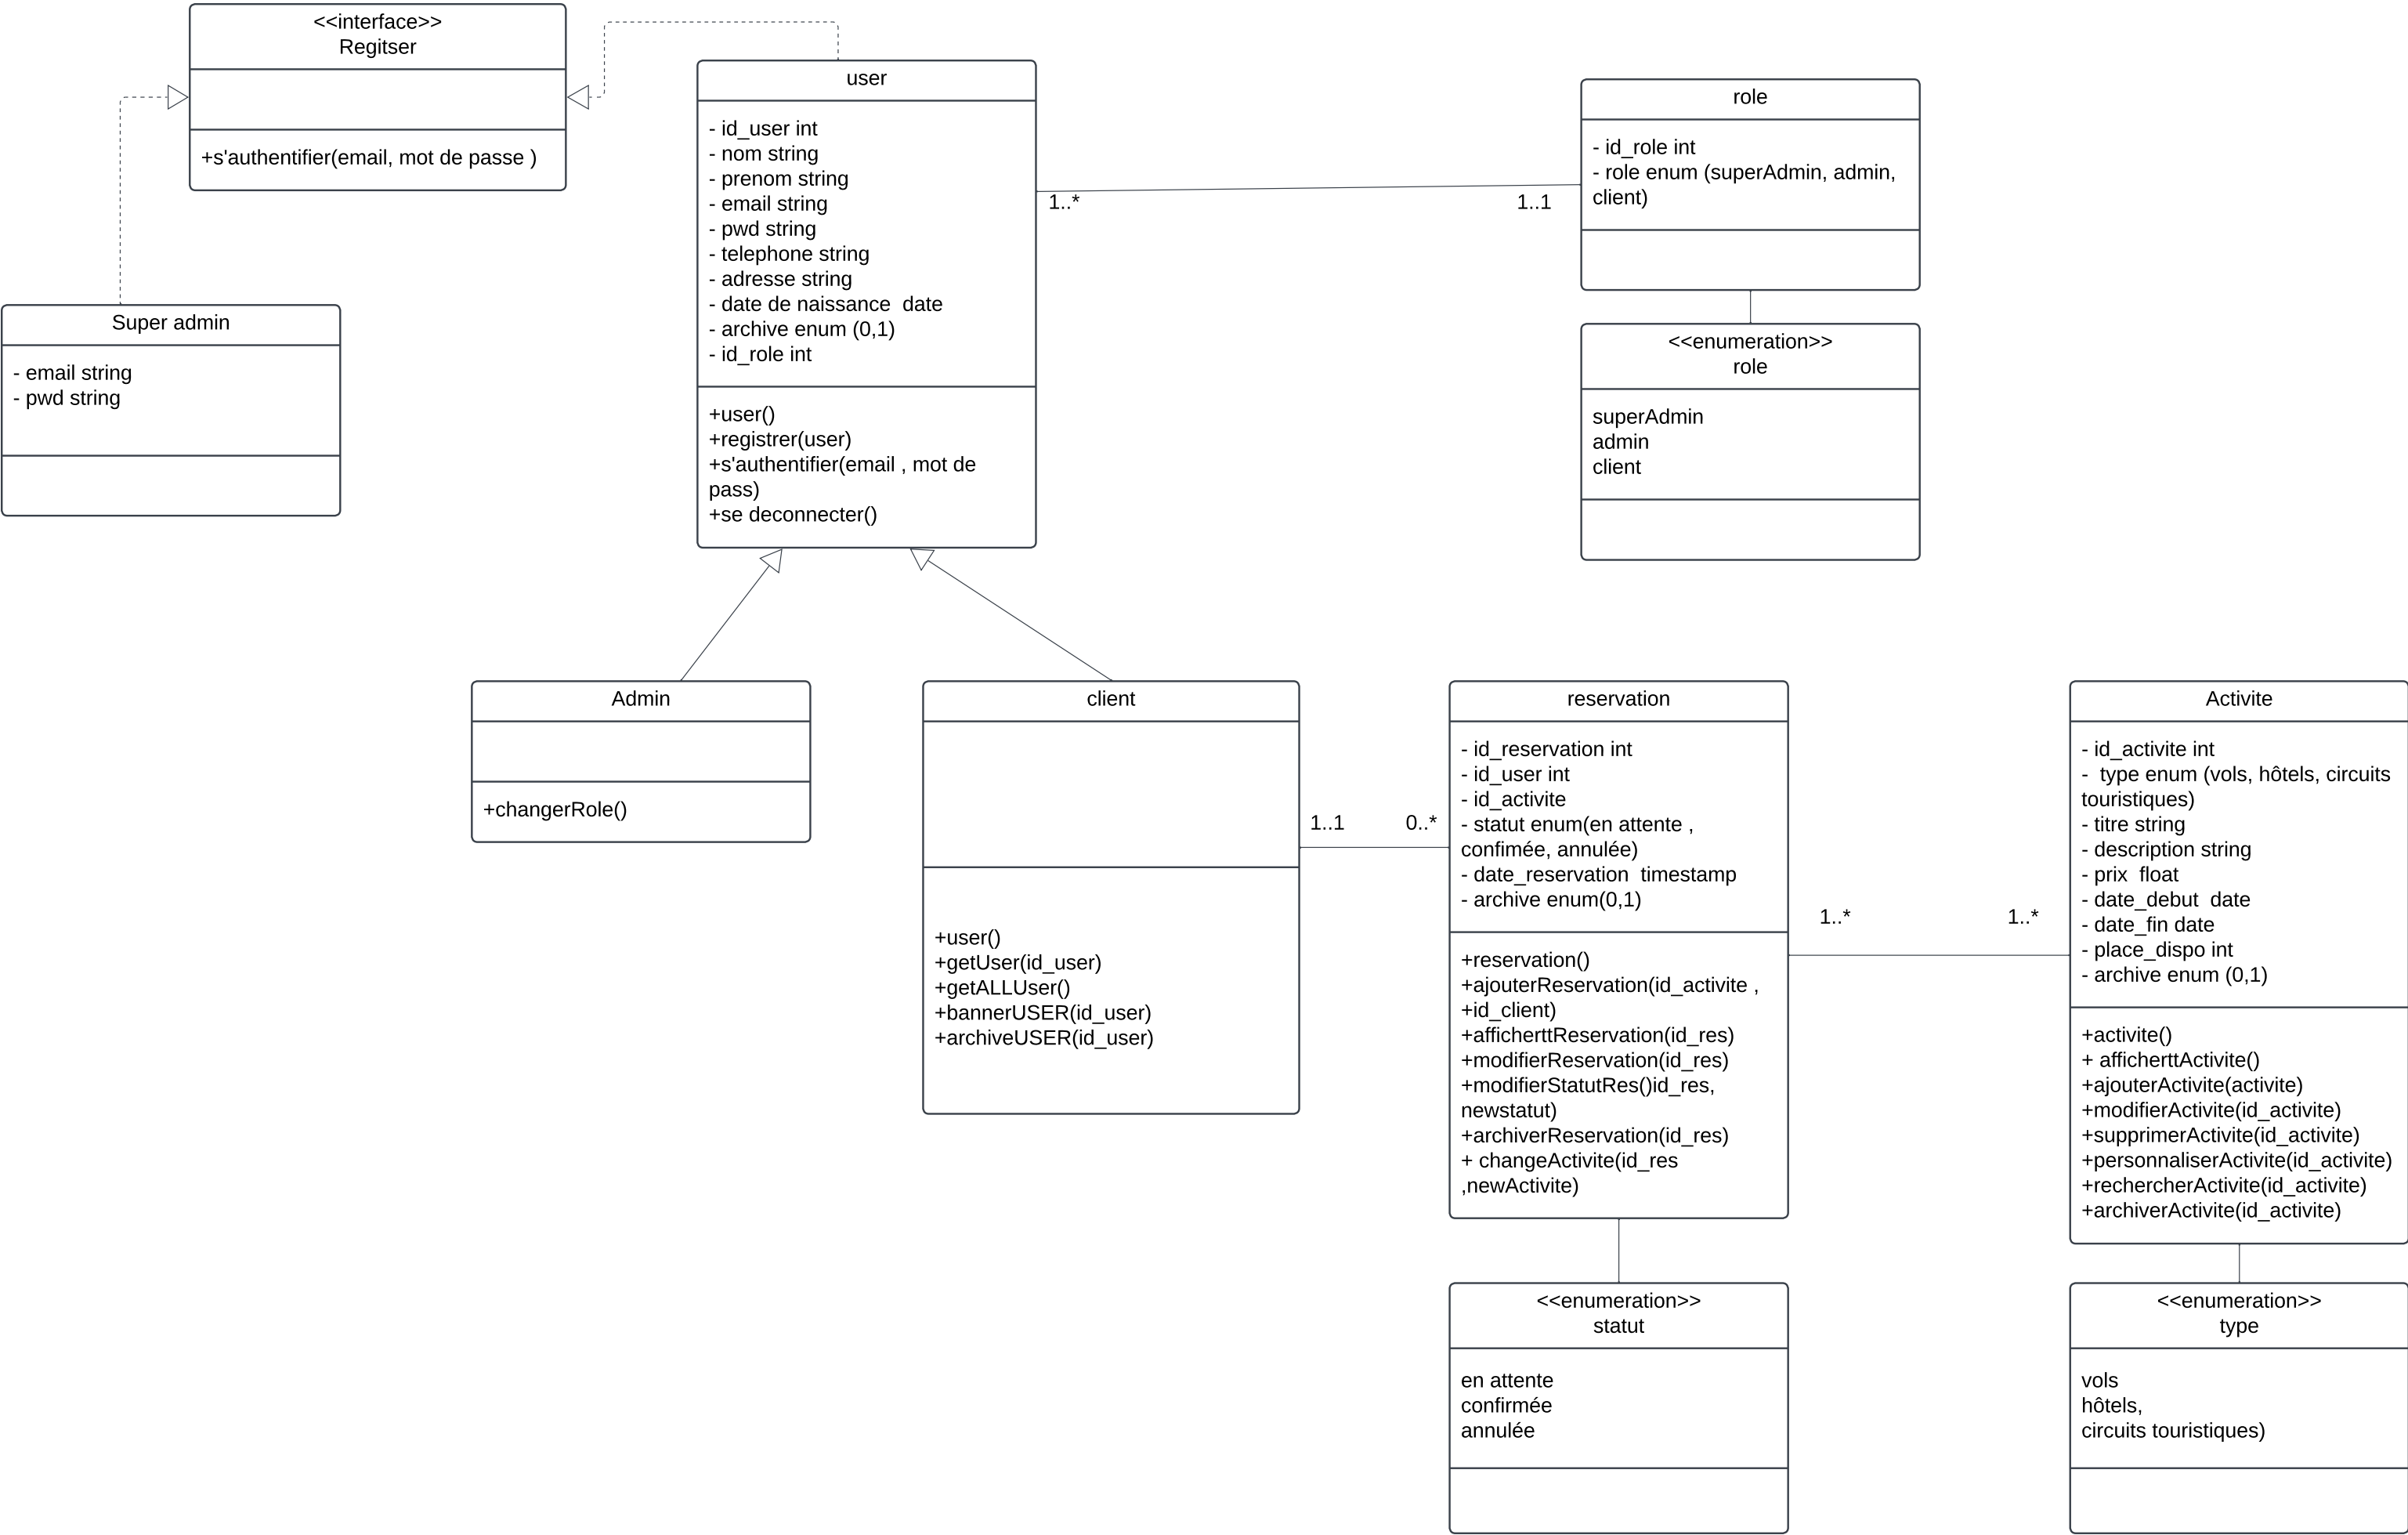 <<interface>>
Regitser
+s'authentifier(email, mot de passe )
user
- id_user int
- nom string
- prenom string
- email string
- pwd string
- telephone string
- adresse string
- date de naissance  date
- archive enum (0,1)
- id_role int
+user()
+registrer(user)
+s'authentifier(email , mot de
pass)
+se deconnecter()
1..*
1..1
role
- id_role int
- role enum (superAdmin, admin,
client)
<<enumeration>>
role
superAdmin
admin
client
Super admin
- email string
- pwd string
Admin
+changerRole()
client
+user()
+getUser(id_user)
+getALLUser()
+bannerUSER(id_user)
+archiveUSER(id_user)
1..1
0..*
reservation
- id_reservation int
- id_user int
- id_activite
- statut enum(en attente ,
confimée, annulée)
- date_reservation  timestamp
- archive enum(0,1)
+reservation()
+ajouterReservation(id_activite ,
+id_client)
+afficherttReservation(id_res)
+modifierReservation(id_res)
+modifierStatutRes()id_res,
newstatut)
+archiverReservation(id_res)
+ changeActivite(id_res
,newActivite)
1..*
1..*
Activite
- id_activite int
-  type enum (vols, hôtels, circuits
touristiques)
- titre string
- description string
- prix  float
- date_debut  date
- date_fin date
- place_dispo int
- archive enum (0,1)
+activite()
+ afficherttActivite()
+ajouterActivite(activite)
+modifierActivite(id_activite)
+supprimerActivite(id_activite)
+personnaliserActivite(id_activite)
+rechercherActivite(id_activite)
+archiverActivite(id_activite)
<<enumeration>>
statut
en attente
confirmée
annulée
<<enumeration>>
type
vols
hôtels,
circuits touristiques)